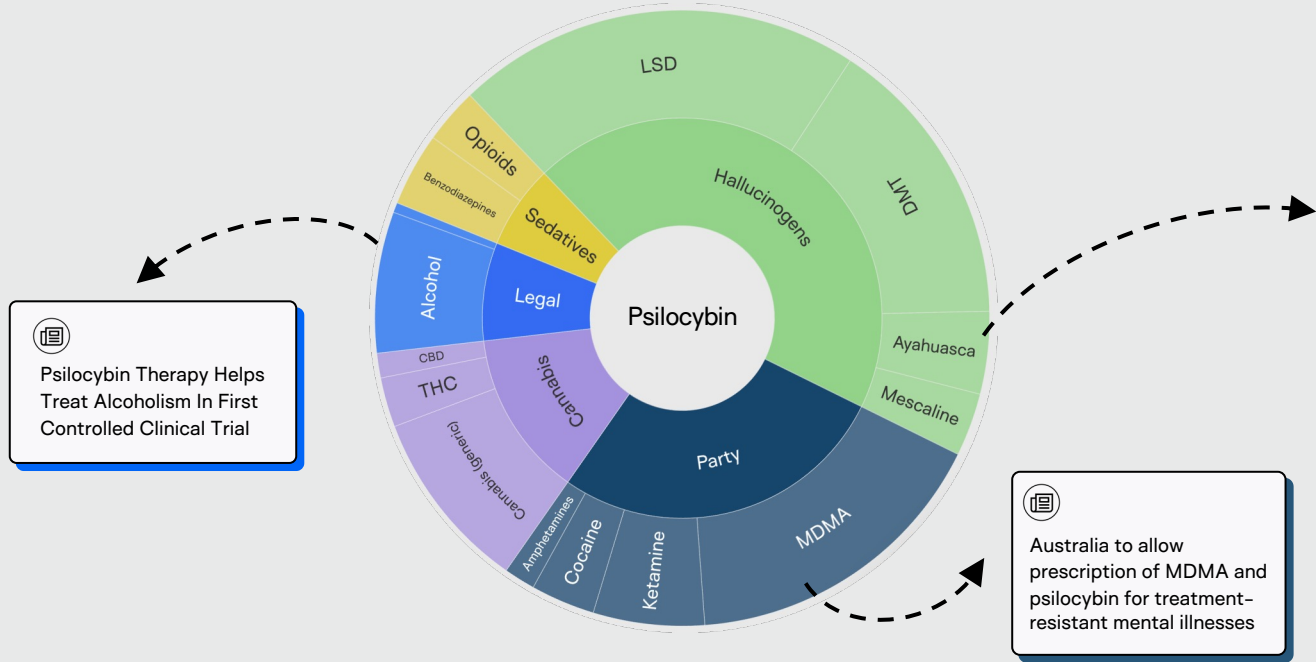 LSD
DMT
Hallucinogens
Ayahuasca
Mescaline
Opioids
Benzodiazepines
Sedatives
Alcohol
Legal
Psilocybin
CBD
THC
Cannabis (generic)
Cannabis
Party
Amphetamines
Cocaine
Ketamine
MDMA
Psilocybin Therapy Helps
Treat Alcoholism In First
Controlled Clinical Trial
Australia to allow
prescription of MDMA and
psilocybin for treatment-
resistant mental illnesses